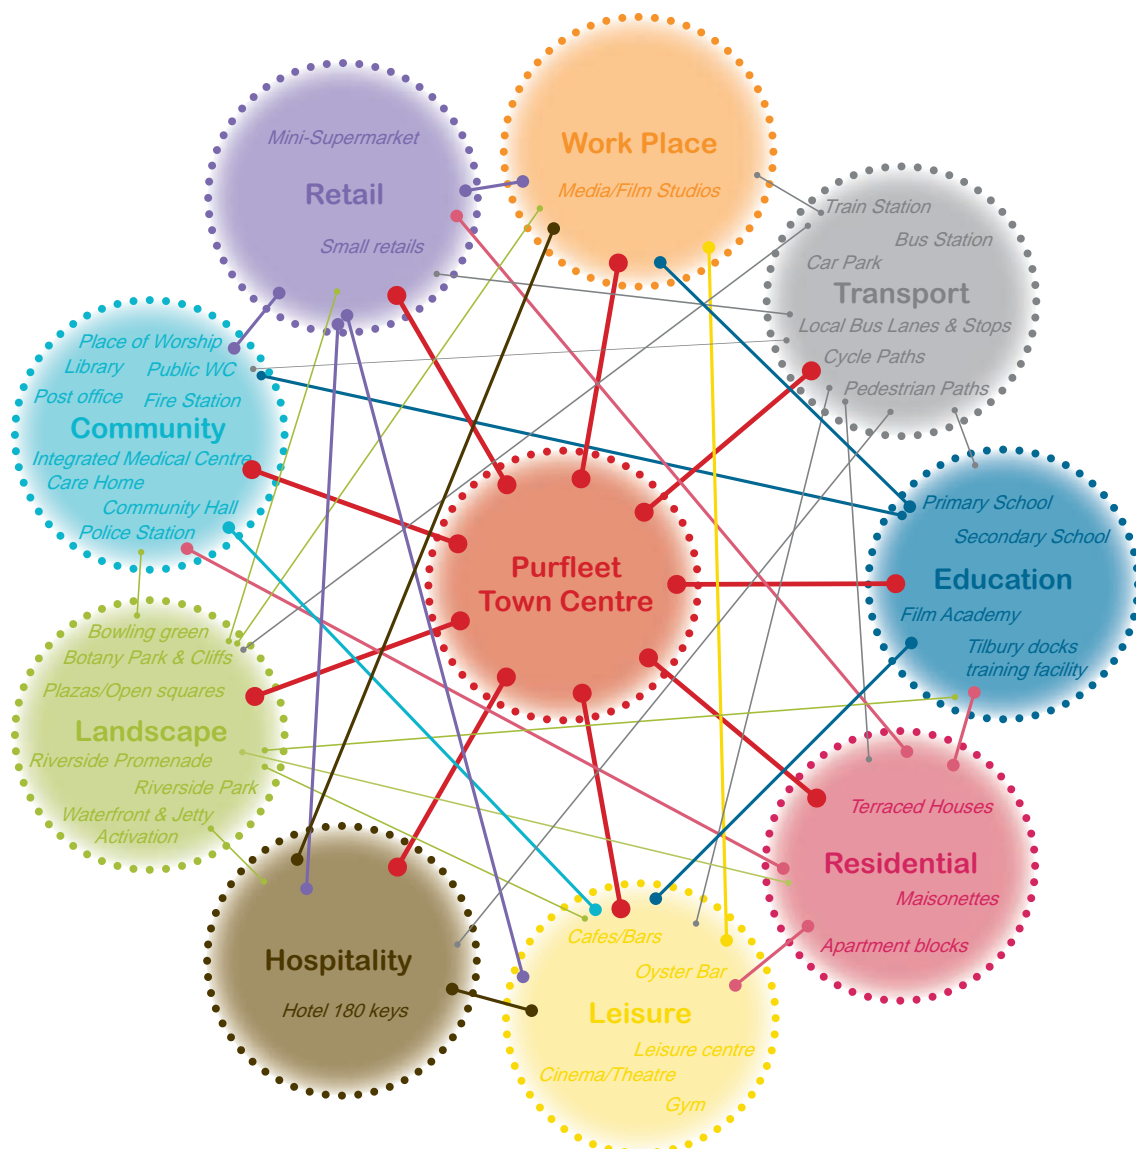 Work Place
Media/Film Studios
Mini-Supermarket
Retail
Small retails
Train Station
Bus Station
Car Park
Transport
Local Bus Lanes & Stops
Cycle Paths
Pedestrian Paths
Place of Worship
Library
Public WC
Post office
Fire Station
Community
Integrated Medical Centre
Care Home
Community Hall
Police Station
Purfleet
Town Centre
Primary School
Secondary School
Education
Film Academy
Tilbury docks
training facility
Bowling green
Botany Park & Cliffs
Plazas/Open squares
Landscape
Riverside Promenade
Riverside Park
Waterfront & Jetty
Activation
Terraced Houses
Residential
Maisonettes
Apartment blocks
Hospitality
Hotel 180 keys
Cafes/Bars
Oyster Bar
Leisure
Leisure centre
Cinema/Theatre
Gym